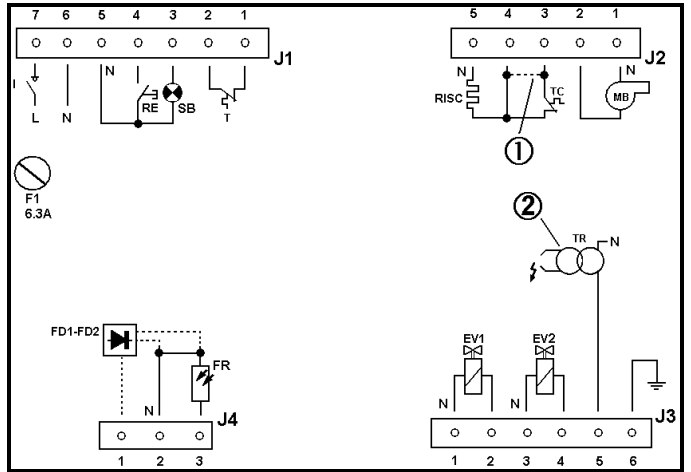 7 6 5 4 3 2 1
J1
5 4 3 2 1
J2
I
L
N
N
RE
SB
T
N
RISC
TC
N
MB
1
F1
6.3A
2
TR
N
FD1-FD2
FR
N
J4
1 2 3
EV1
EV2
N
N
J3
1 2 3 4 5 6